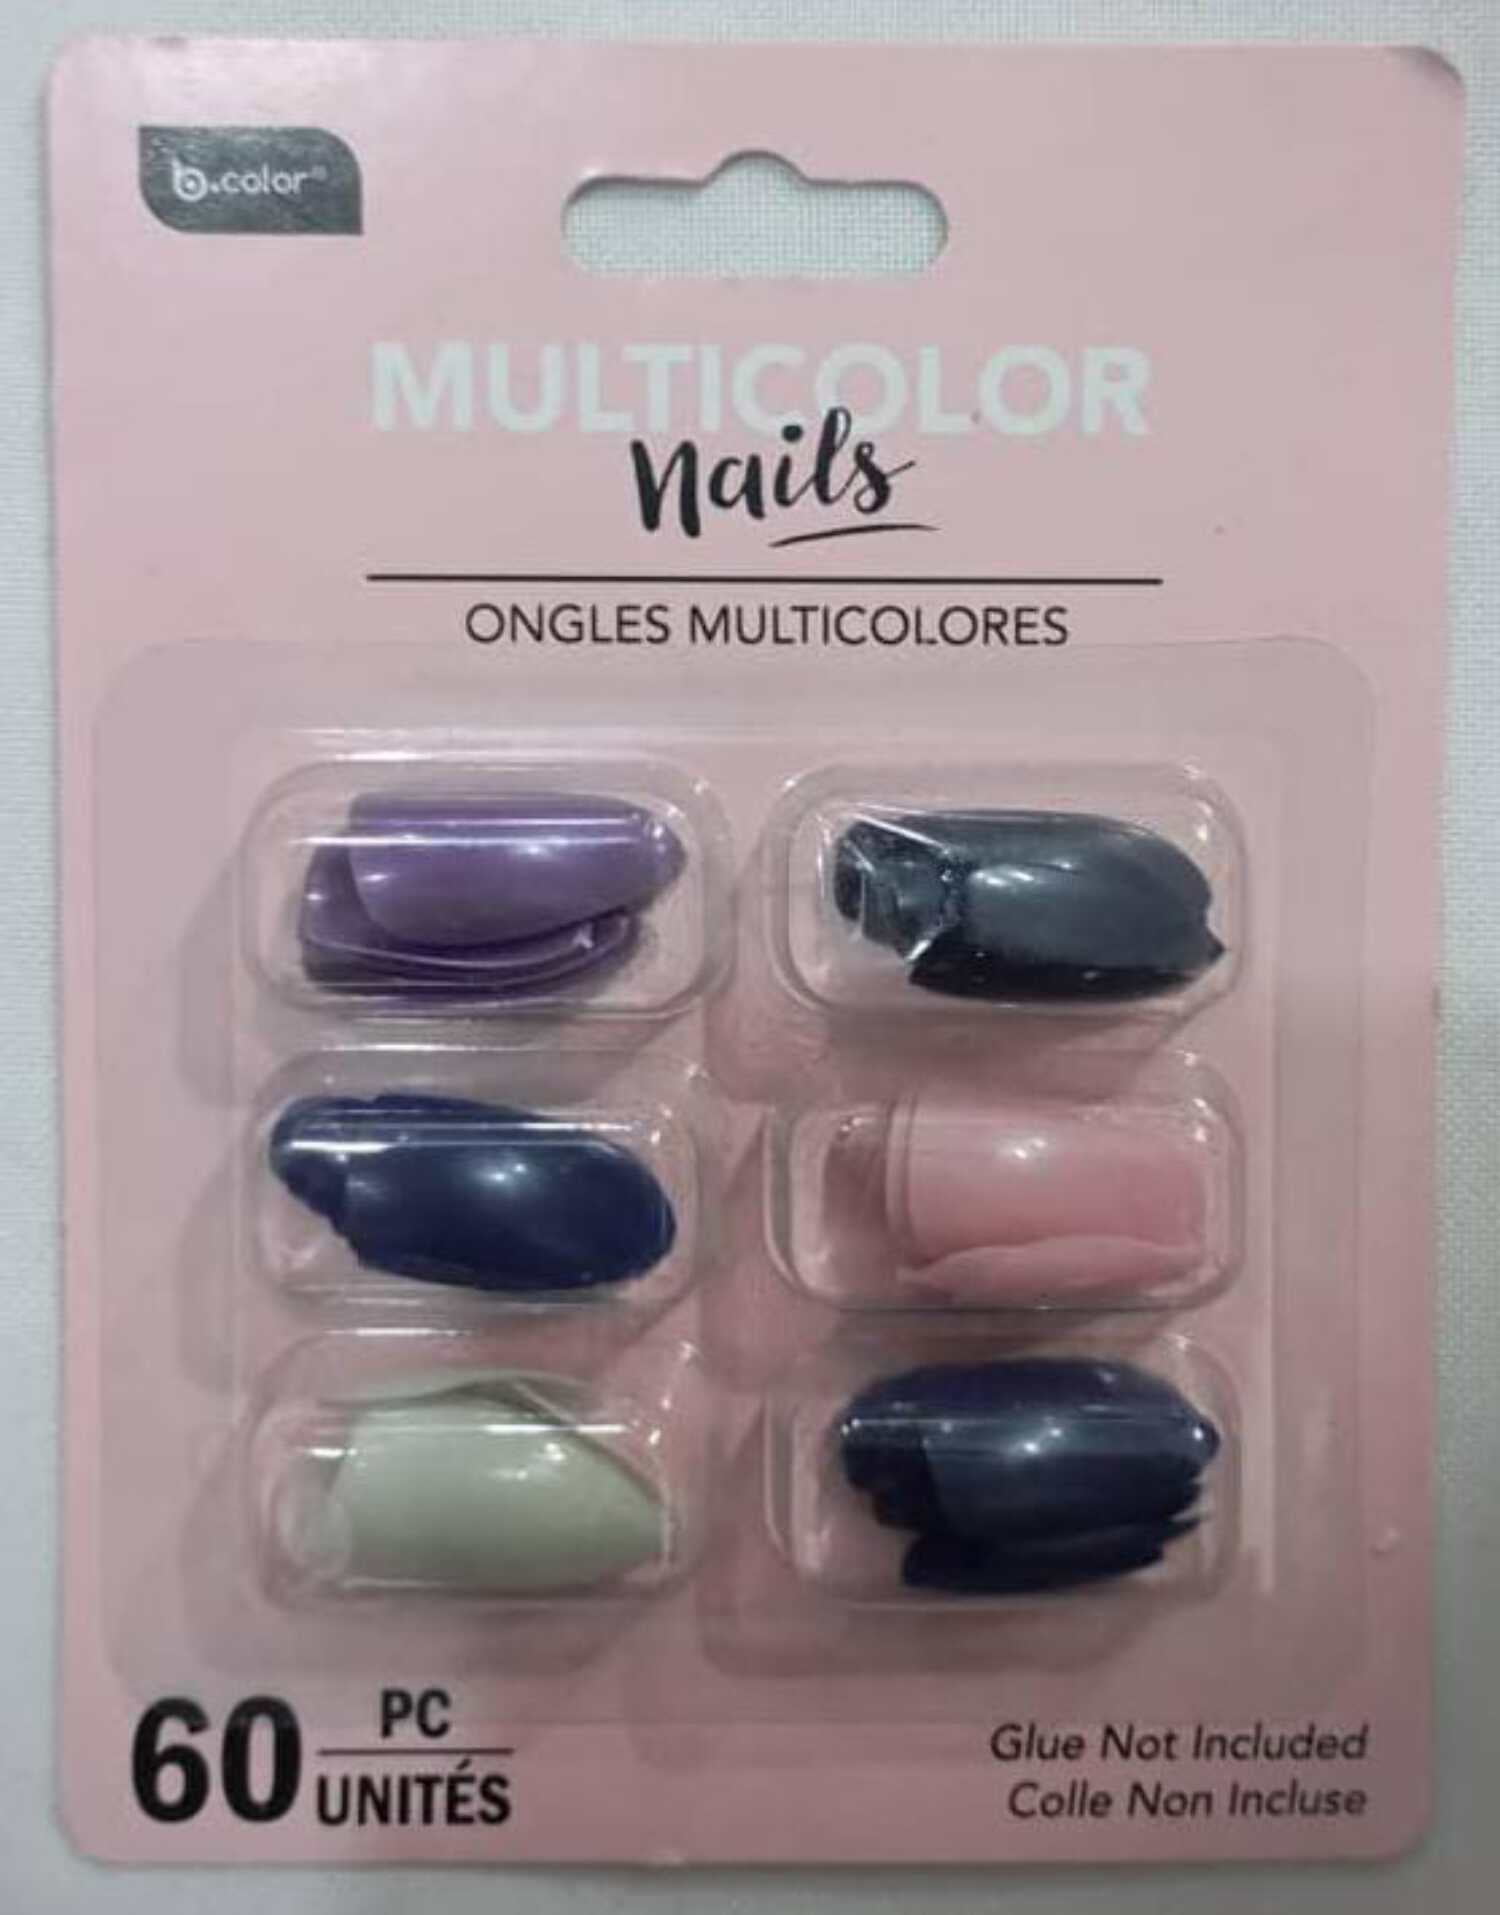 b.color®
MULTICOLOR
Nails
ONGLES MULTICOLORES
60 PC
UNITÉS
Glue Not Included
Colle Non Incluse